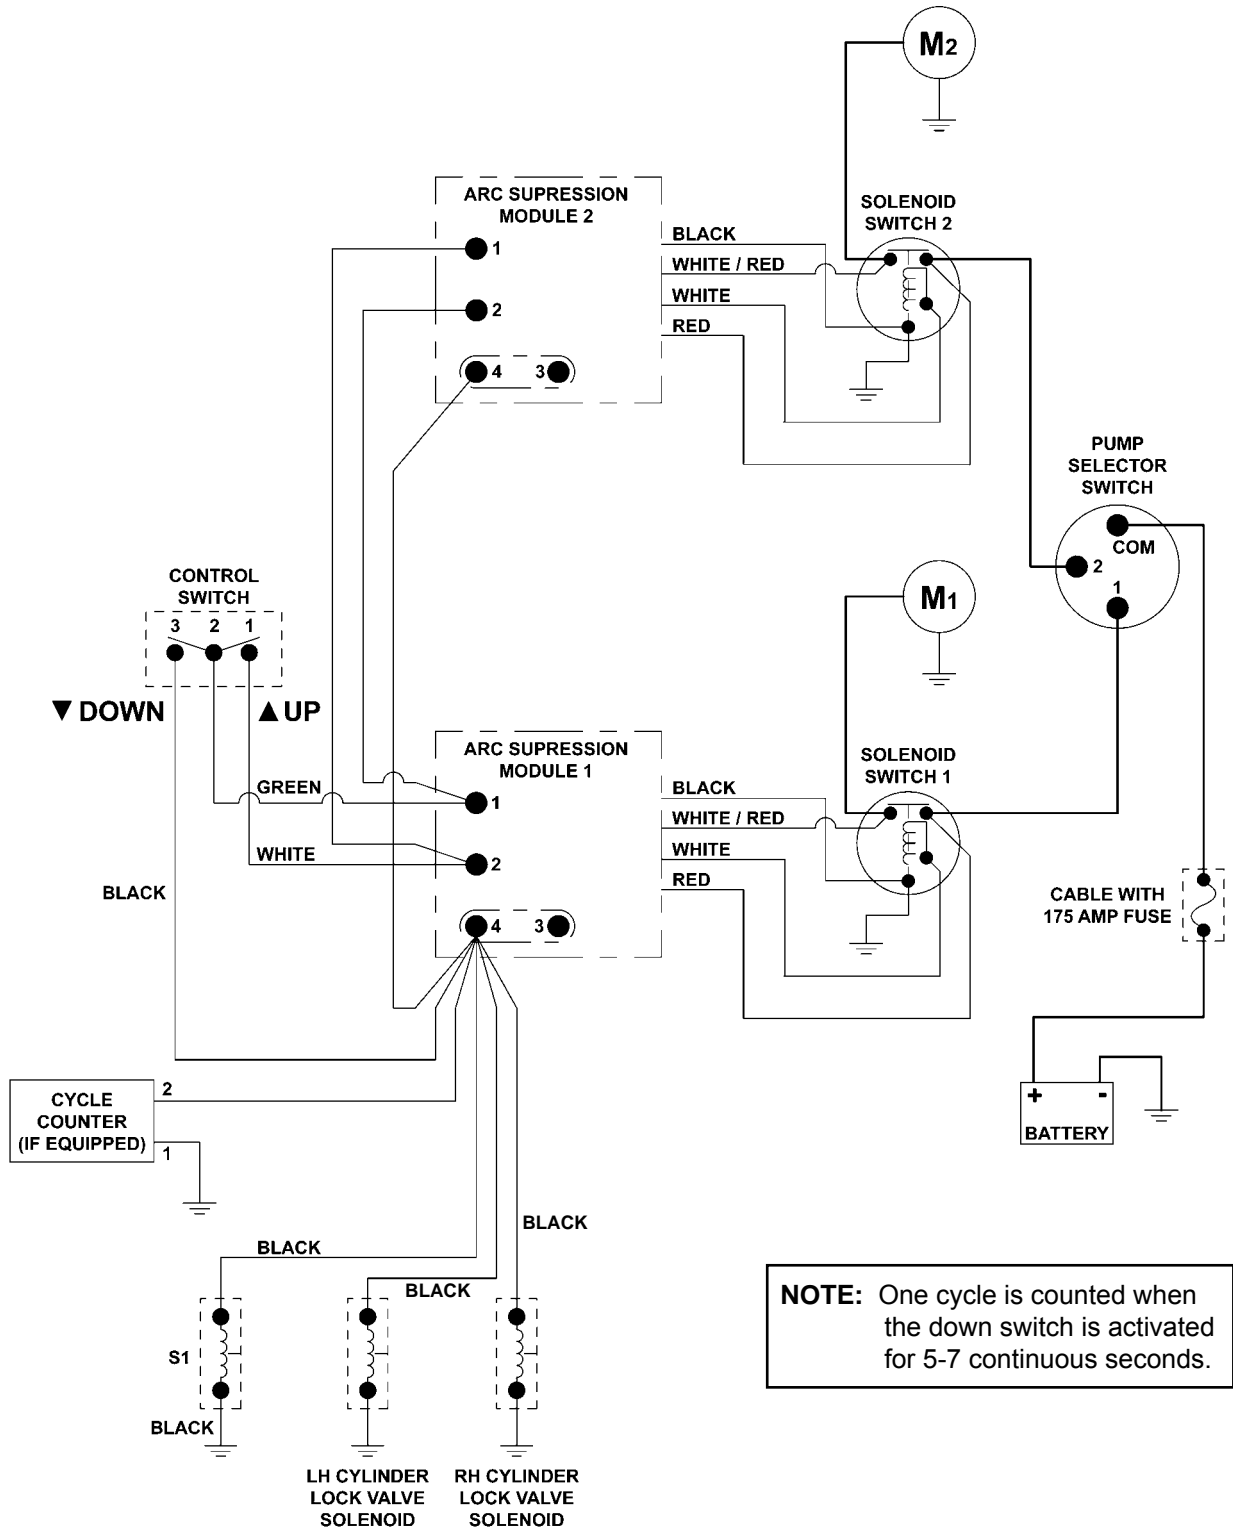 M2
ARC SUPRESSION
MODULE 2
SOLENOID
SWITCH 2
1
BLACK
WHITE / RED
2
WHITE
RED
4
3
PUMP
SELECTOR
SWITCH
COM
2
1
CONTROL
SWITCH
3 2 1
▼ DOWN
▲ UP
M1
ARC SUPRESSION
MODULE 1
SOLENOID
SWITCH 1
GREEN
1
BLACK
WHITE / RED
WHITE
2
WHITE
RED
BLACK
4
3
CABLE WITH
175 AMP FUSE
+ -
BATTERY
CYCLE
COUNTER
(IF EQUIPPED)
2
1
BLACK
BLACK
BLACK
S1
BLACK
LH CYLINDER
LOCK VALVE
SOLENOID
RH CYLINDER
LOCK VALVE
SOLENOID
NOTE: One cycle is counted when
the down switch is activated
for 5-7 continuous seconds.